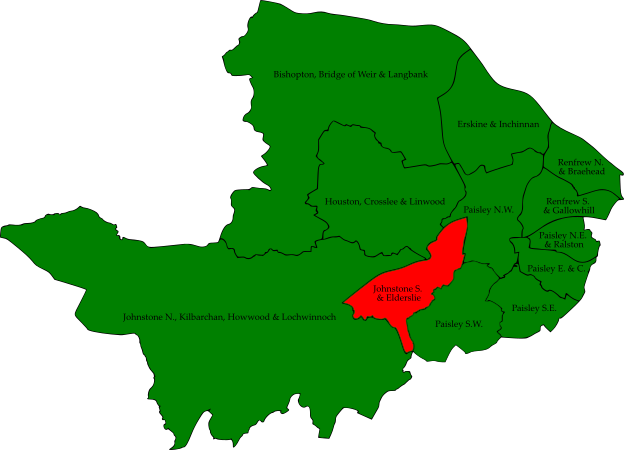 Bishopton, Bridge of Weir & Langbank
Erskine & Inchinnan
Renfrew N.
& Braehead
Houston, Crosslee & Linwood
Renfrew S.
& Gallowhill
Paisley N.W.
Paisley N.E.
& Ralston
Paisley E. & C.
Johnstone S.
& Elderslie
Paisley S.E.
Johnstone N., Kilbarchan, Howwood & Lochwinnoch
Paisley S.W.